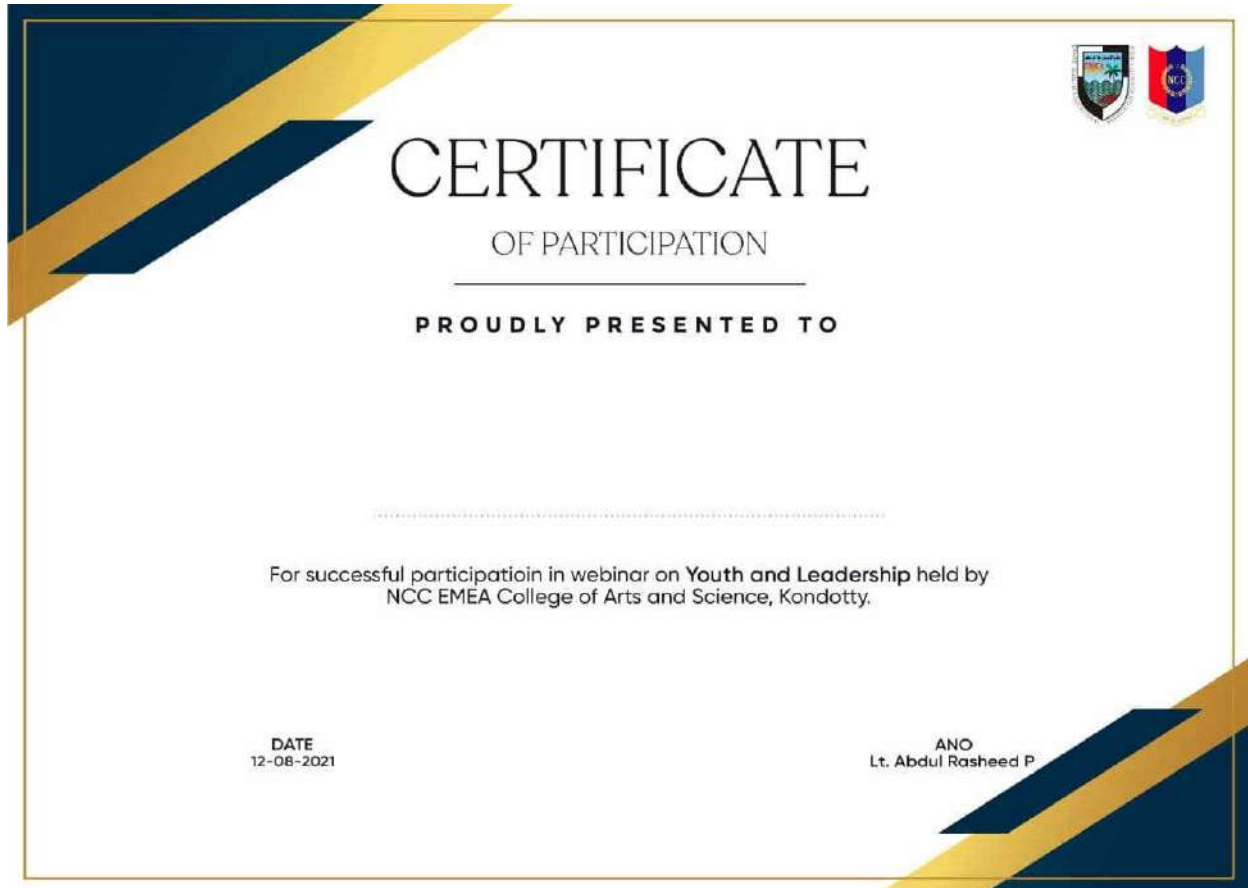 NCC
CERTIFICATE
OF PARTICIPATION
PROUDLY PRESENTED TO
For successful participatioin in webinar on Youth and Leadership held by
NCC EMEA College of Arts and Science, Kondotty.
DATE
12-08-2021
ANO
Lt. Abdul Rasheed P